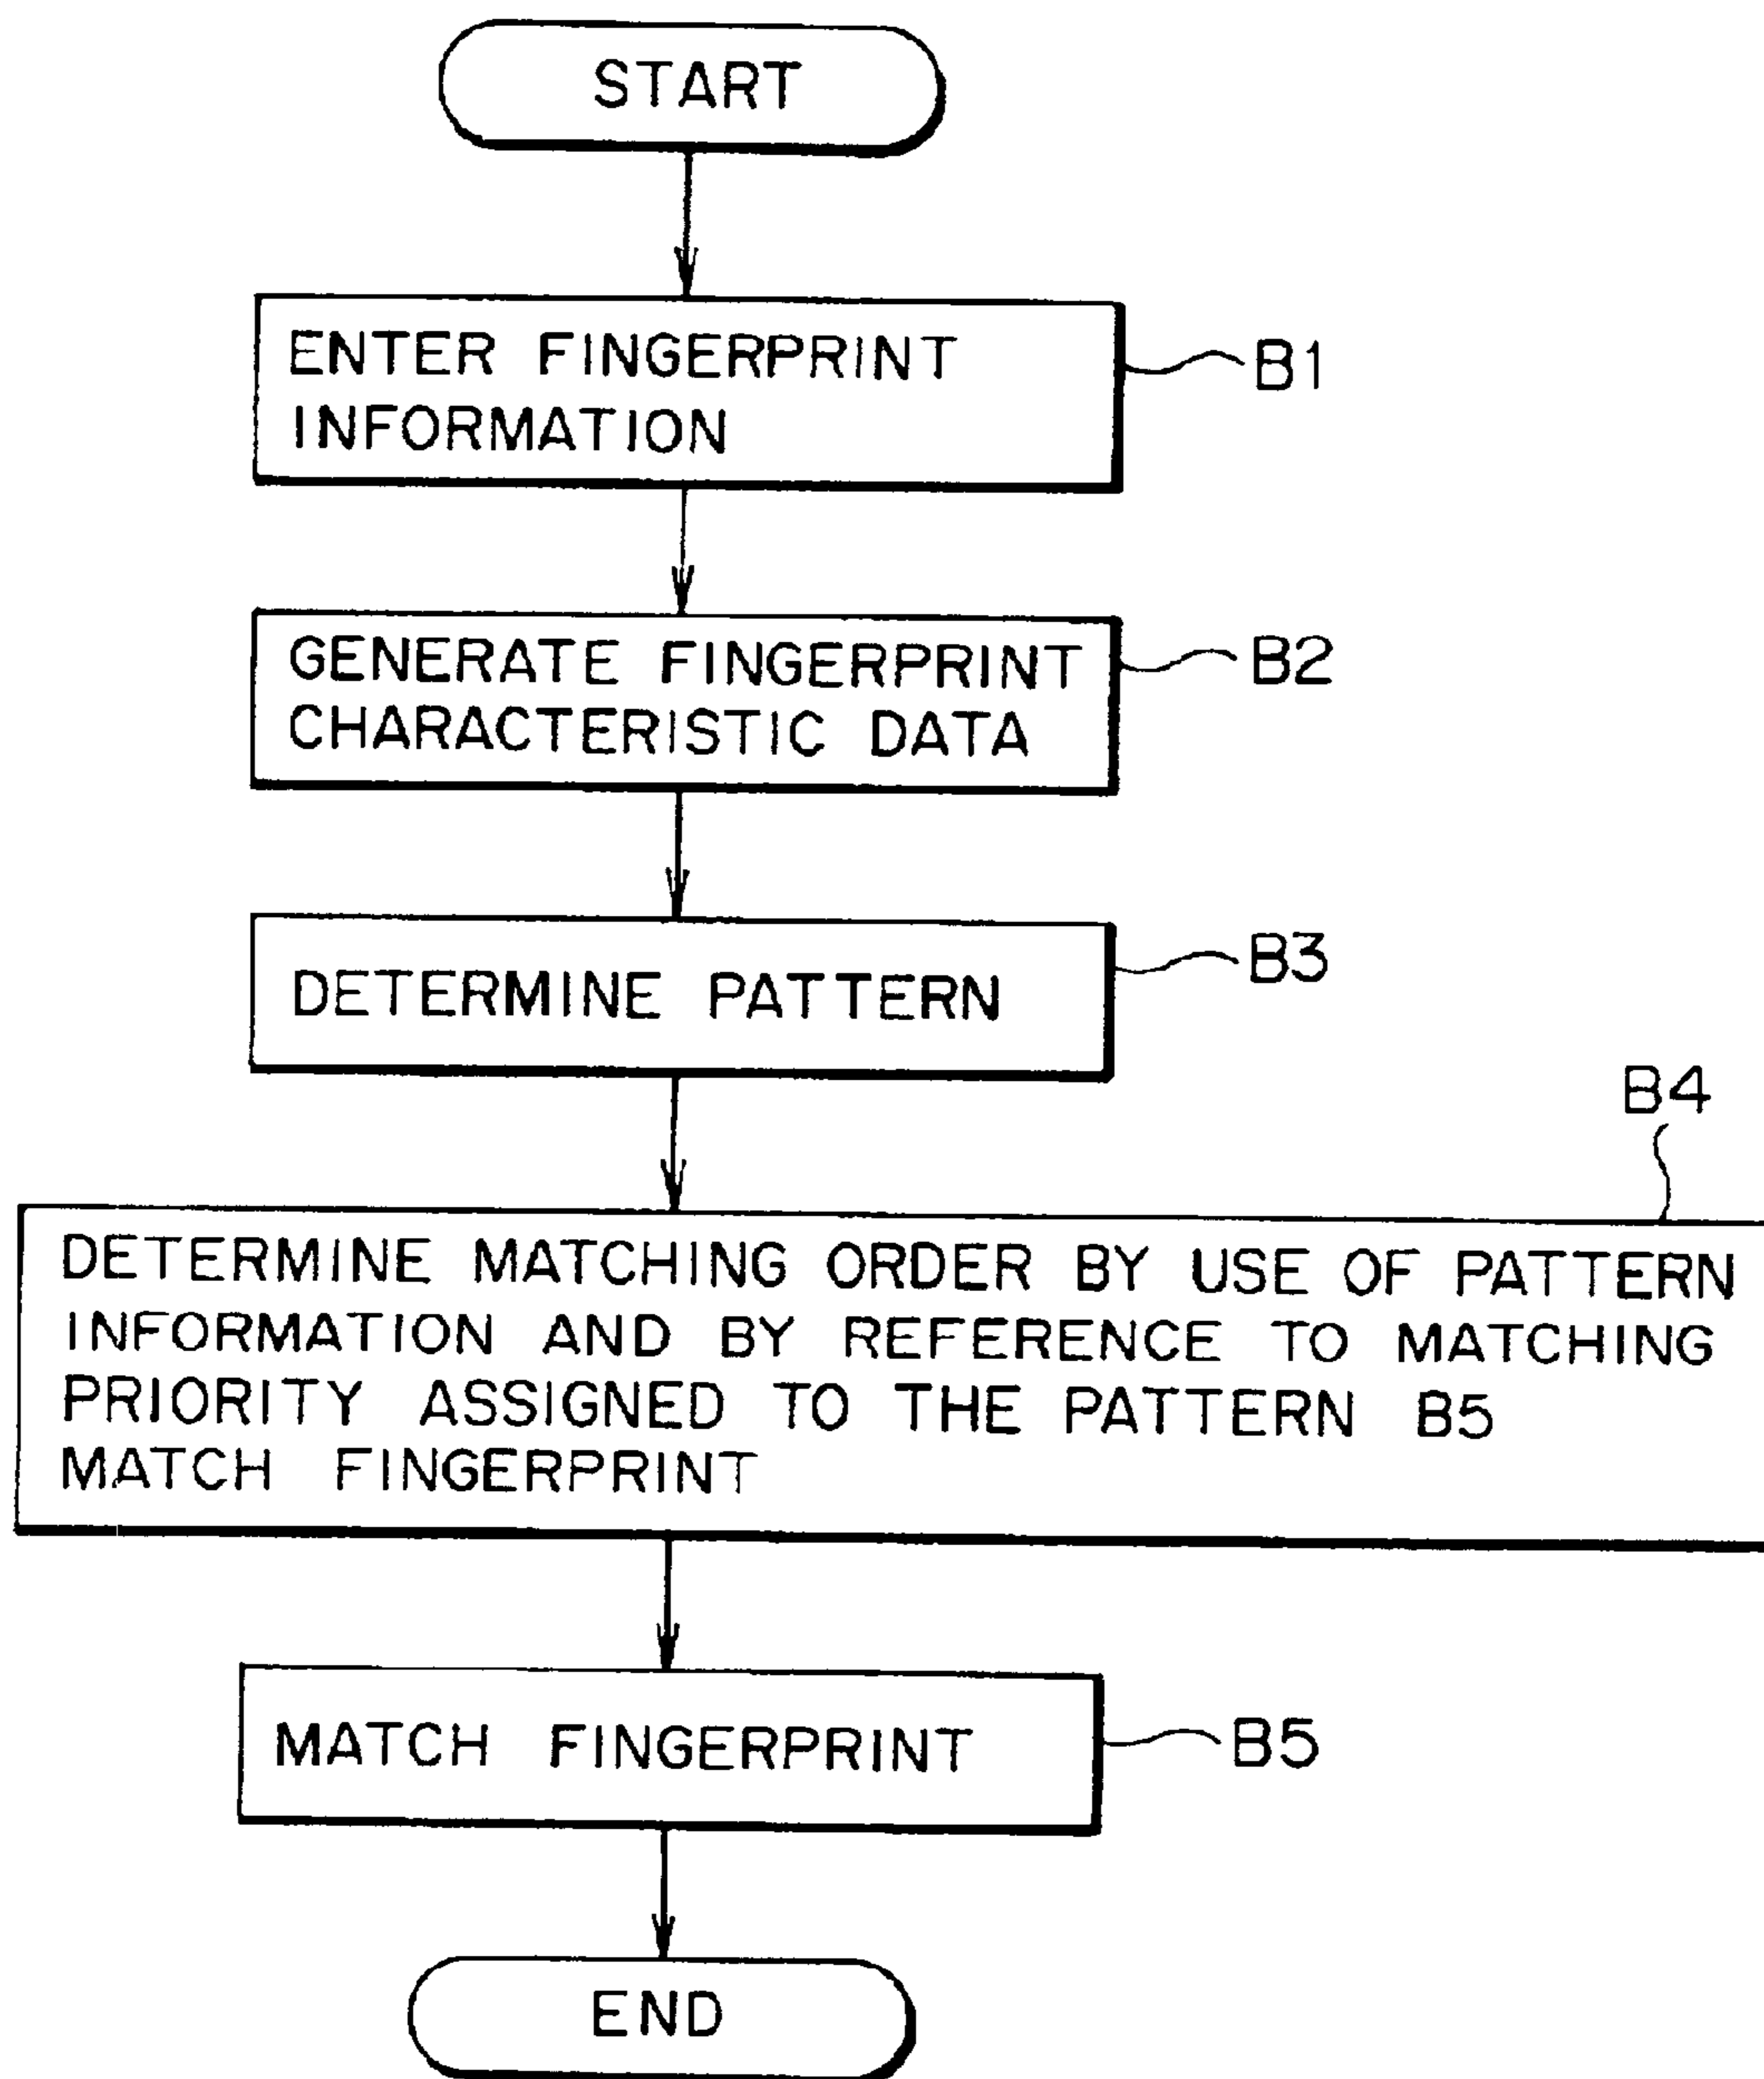 START
ENTER FINGERPRINT
INFORMATION
B1
GENERATE FINGERPRINT
CHARACTERISTIC DATA
B2
DETERMINE PATTERN
B3
B4
DETERMINE MATCHING ORDER BY USE OF PATTERN
INFORMATION AND BY REFERENCE TO MATCHING
PRIORITY ASSIGNED TO THE PATTERN B5
MATCH FINGERPRINT
MATCH FINGERPRINT
B5
END